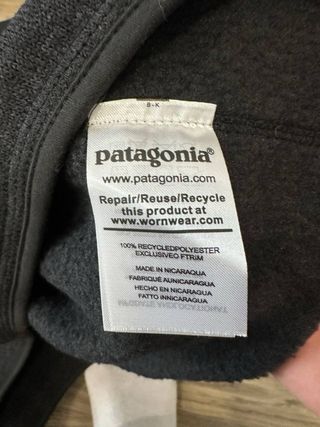 B-K
patagonia®
www.patagonia.com
Repair/Reuse/Recycle
this product at
www.wornwear.com
100% RECYCLEDPOLYESTER
EXCLUSIVEO FTRIM
MADE IN NICARAQUA
FABRIQUÉ AUNICARAGUA
HECHO EN NICARAGUA
FATTO INNICARAGUA